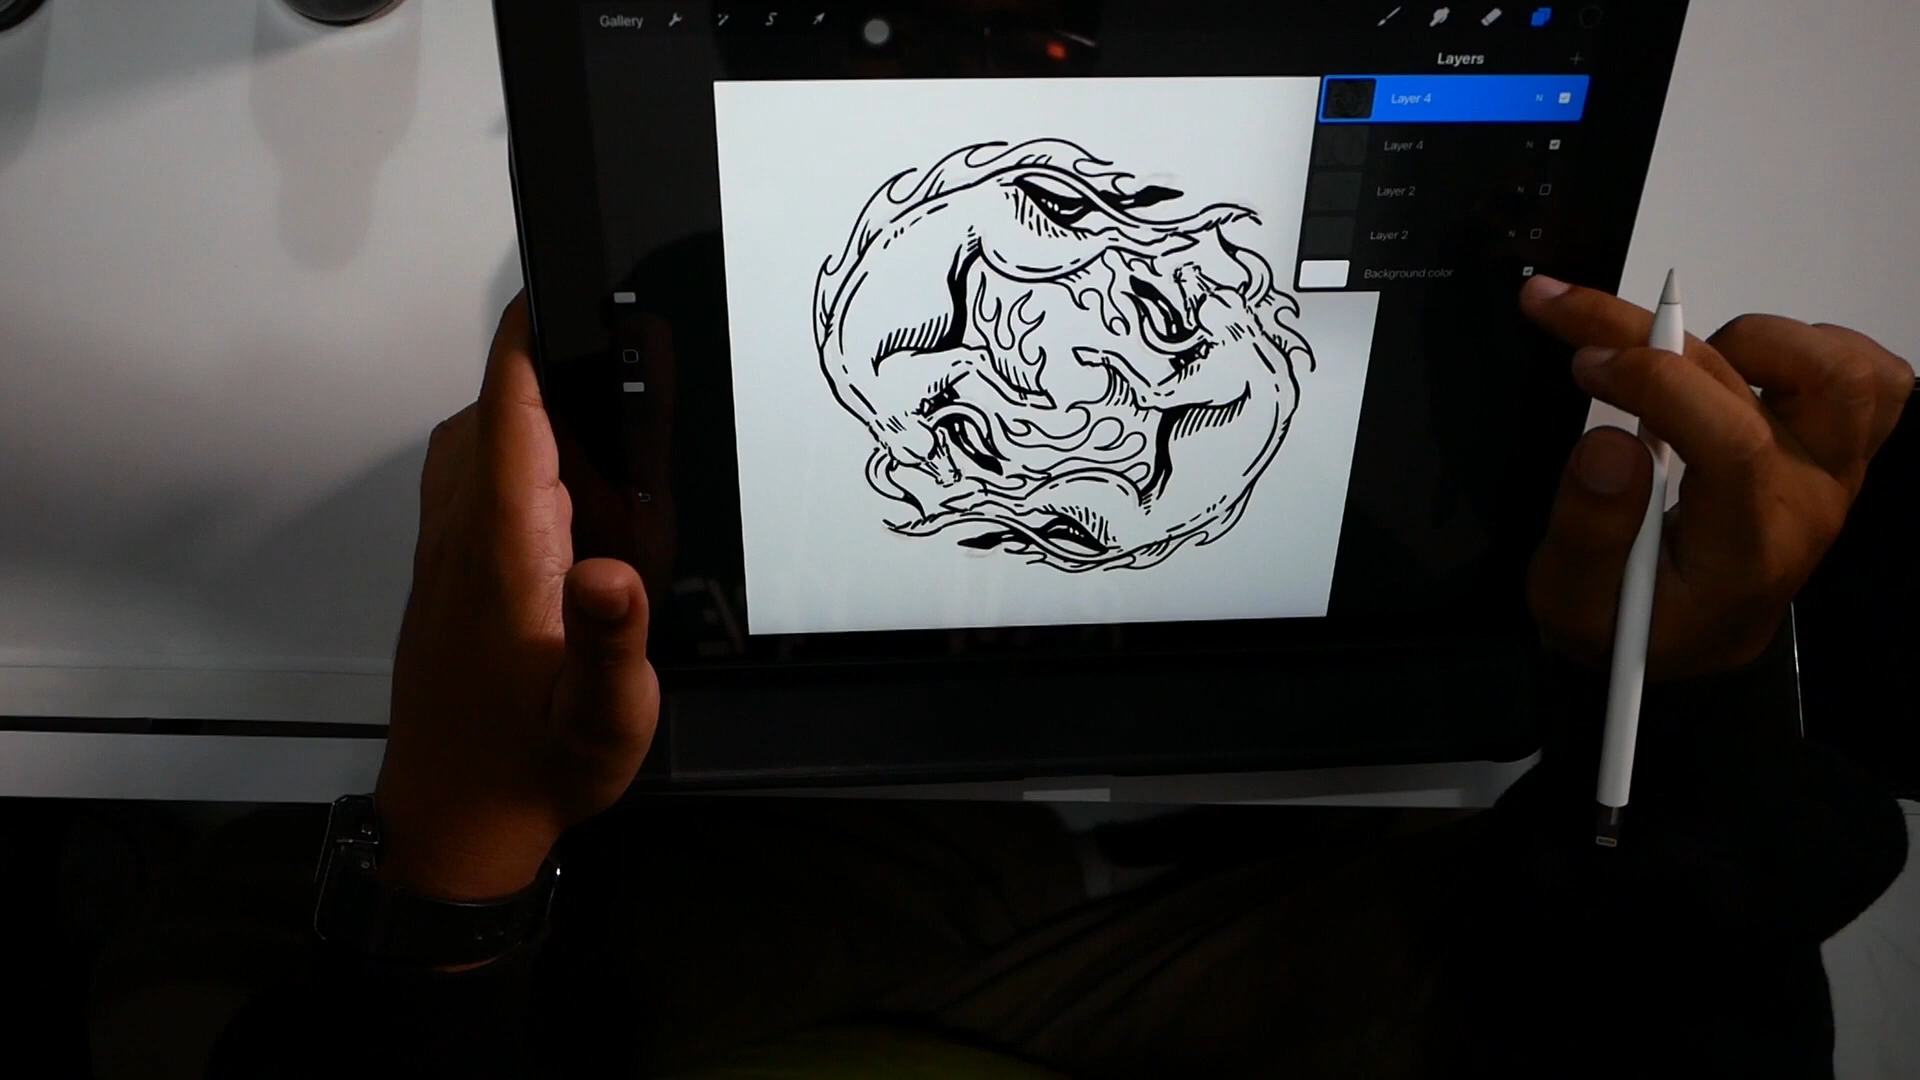 Gallery
Layers
Layer 4 N
Layer 4 N
Layer 2 N
Layer 2 N
Background color